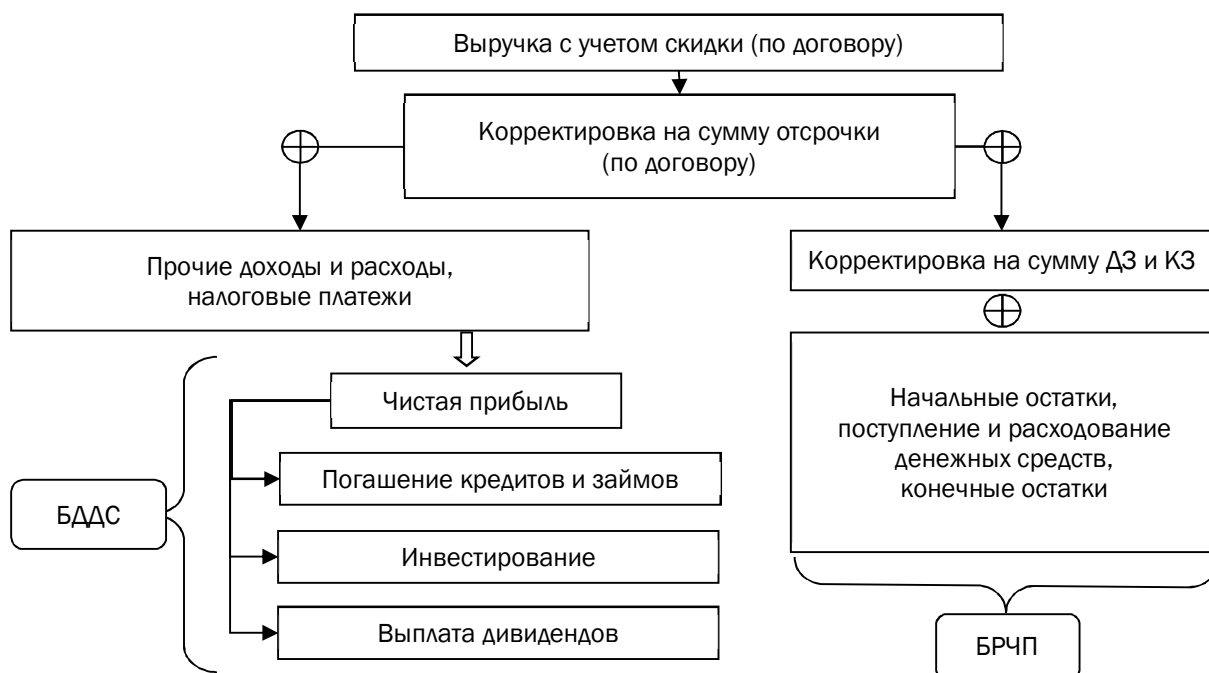 Выручка с учетом скидки (по договору)
Корректировка на сумму отсрочки
(по договору)
Прочие доходы и расходы,
налоговые платежи
Корректировка на сумму ДЗ и КЗ
Чистая прибыль
Погашение кредитов и займов
Инвестирование
Выплата дивидендов
БДДС
Начальные остатки,
поступление и расходование
денежных средств,
конечные остатки
БРЧП